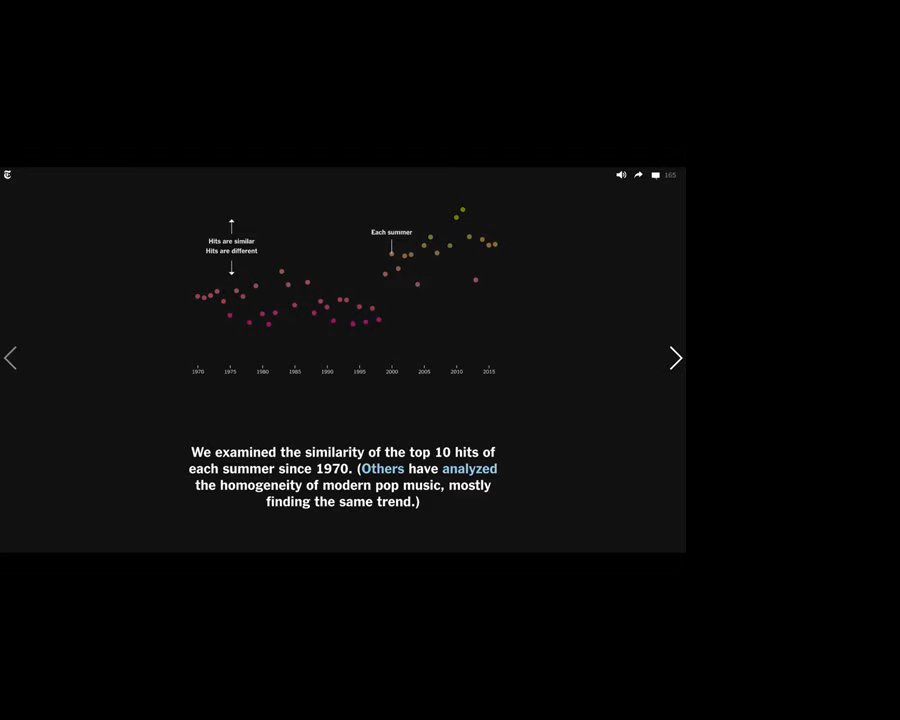 165
Each summer
Hits are similar
Hits are different
1970 1975 1980 1985 1990 1995 2000 2005 2010 2015
We examined the similarity of the top 10 hits of
each summer since 1970. (Others have analyzed
the homogeneity of modern pop music, mostly
finding the same trend.)